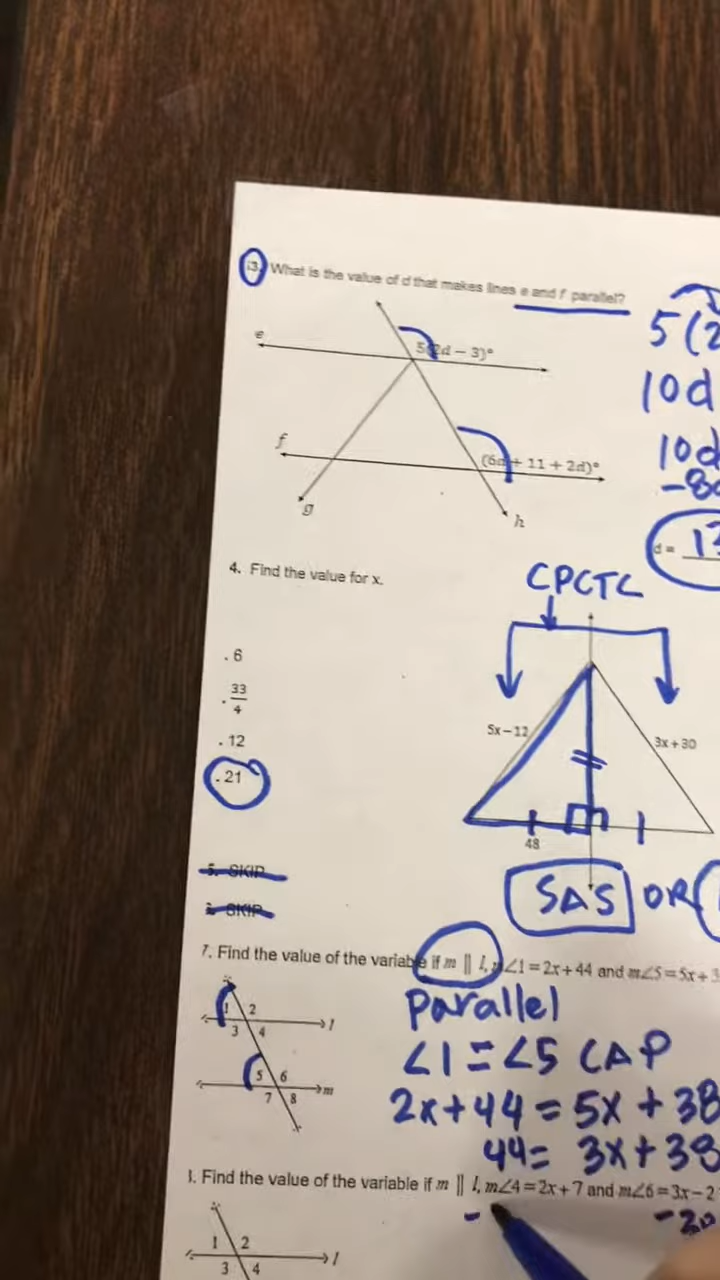 3. What is the value of d that makes lines e and f parallel?
e
5(2d − 3)°
f
(6d + 11 + 2d)°
g
h
5(2
10d
10d
-8d
d =
4. Find the value for x.
CPCTC
. 6
. 33/4
. 12
. 21
5x−12
3x+30
48
5. SKIP
SKIP
SAS OR
7. Find the value of the variable if m ∥ l, m∠1=2x+44 and m∠5=5x+3
1 2
3 4
l
5 6
7 8
m
parallel
∠1=∠5 CAP
2x+44=5x+38
44=3x+38
. Find the value of the variable if m ∥ l, m∠4=2x+7 and m∠6=3x−2
1 2
3 4
l